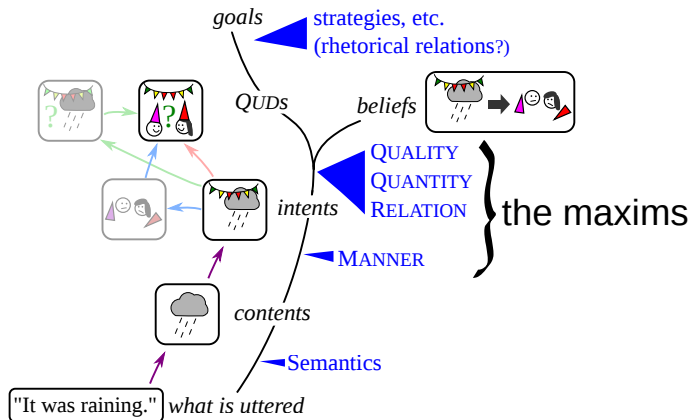 goals
strategies, etc.
(rhetorical relations?)
QUDs
beliefs
?
?
QUALITY
QUANTITY
RELATION
the maxims
intents
MANNER
contents
Semantics
"It was raining."
what is uttered